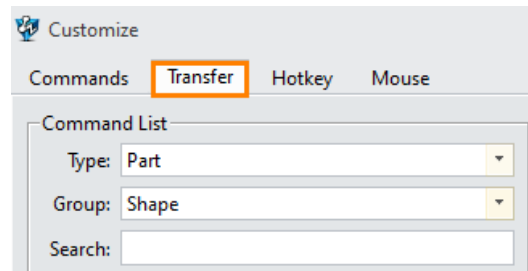 Customize
Commands Transfer Hotkey Mouse
Command List
Type: Part
Group: Shape
Search: